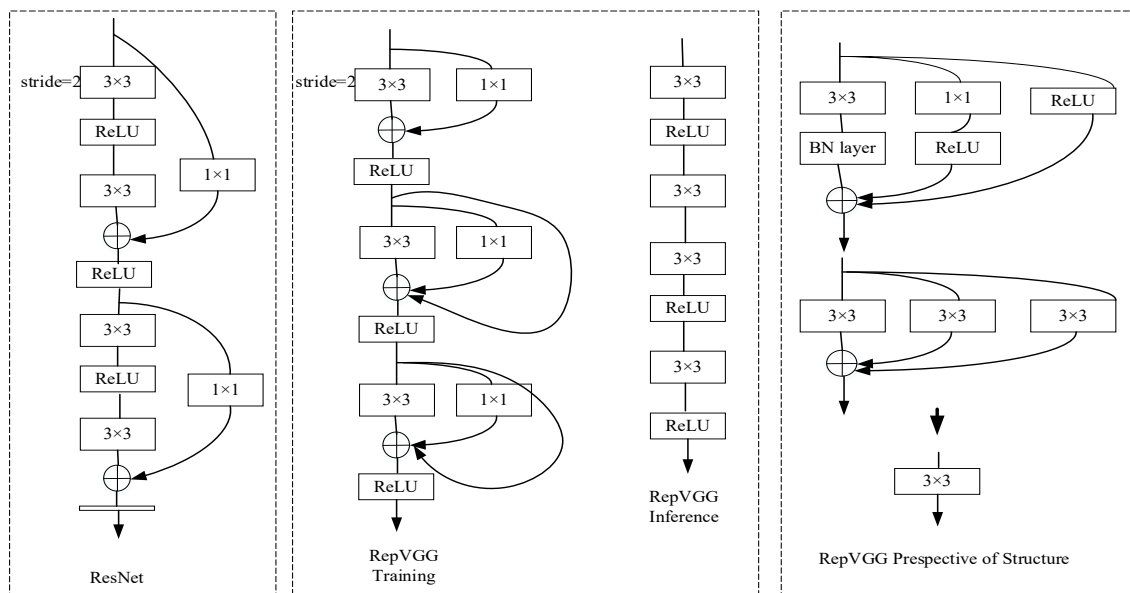 stride=2
3×3
ReLU
3×3
1×1
ReLU
3×3
ReLU
1×1
3×3
ResNet
stride=2
3×3
1×1
ReLU
3×3
1×1
ReLU
3×3
1×1
ReLU
RepVGG
Training
3×3
ReLU
3×3
3×3
ReLU
3×3
ReLU
RepVGG
Inference
3×3
1×1
ReLU
BN layer
ReLU
3×3
3×3
3×3
3×3
RepVGG Prespective of Structure